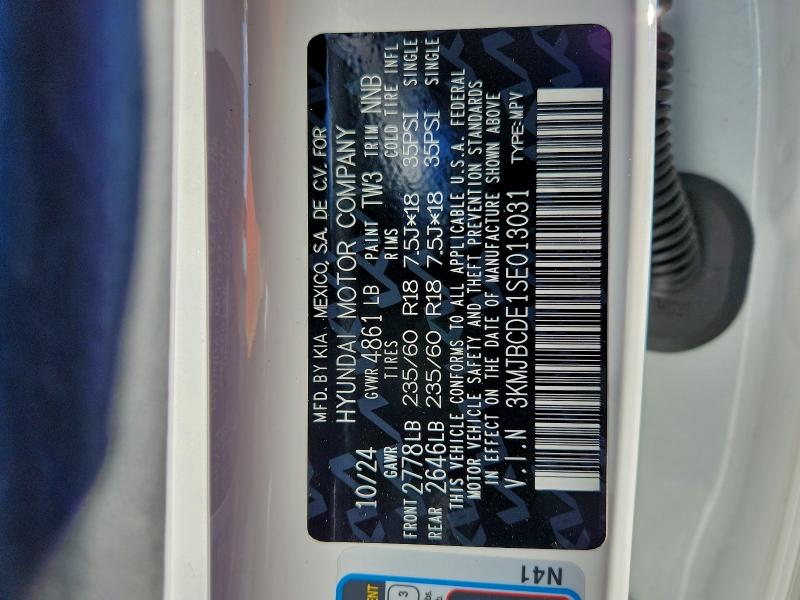 MFD. BY KIA MEXICO, S.A. DE C.V. FOR
HYUNDAI MOTOR COMPANY
10/24 GVWR 4861 LB PAINT TW3 TRIM NNB
GAWR TIRES RIMS COLD TIRE INFL
FRONT 2778LB 235/60 R18 7.5J×18 35PSI SINGLE
REAR 2646LB 235/60 R18 7.5J×18 35PSI SINGLE
THIS VEHICLE CONFORMS TO ALL APPLICABLE U.S.A. FEDERAL
MOTOR VEHICLE SAFETY AND THEFT PREVENTION STANDARDS
IN EFFECT ON THE DATE OF MANUFACTURE SHOWN ABOVE
V.I.N 3KMJBCDE1SE013031 TYPE:MPV
N41
3